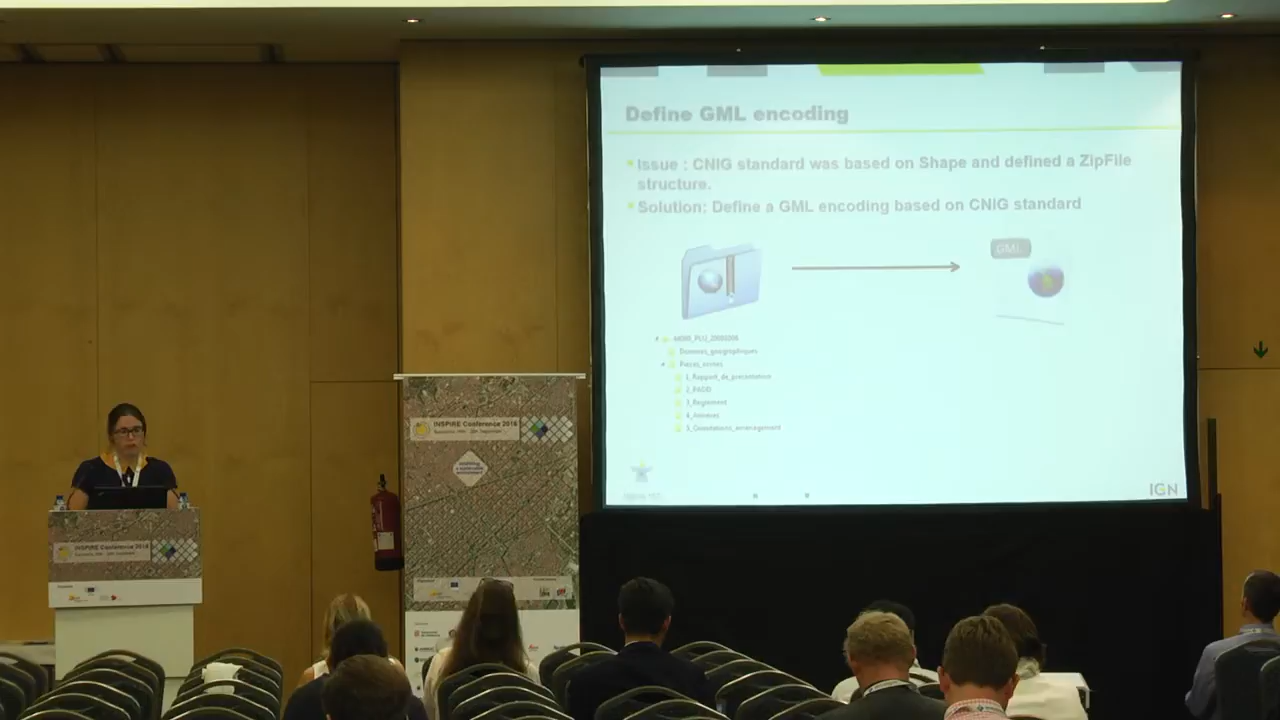 Define GML encoding
Issue : CNIG standard was based on Shape and defined a ZipFile
structure.
Solution: Define a GML encoding based on CNIG standard
GML
Donnees_geographiques
Pieces_ecrites
1_Rapport_de_presentation
2_PADD
3_Reglement
4_Annexes
5_Orientations_amenagement
IGN
INSPIRE Conference 2016
INSPIRE Conference 2016